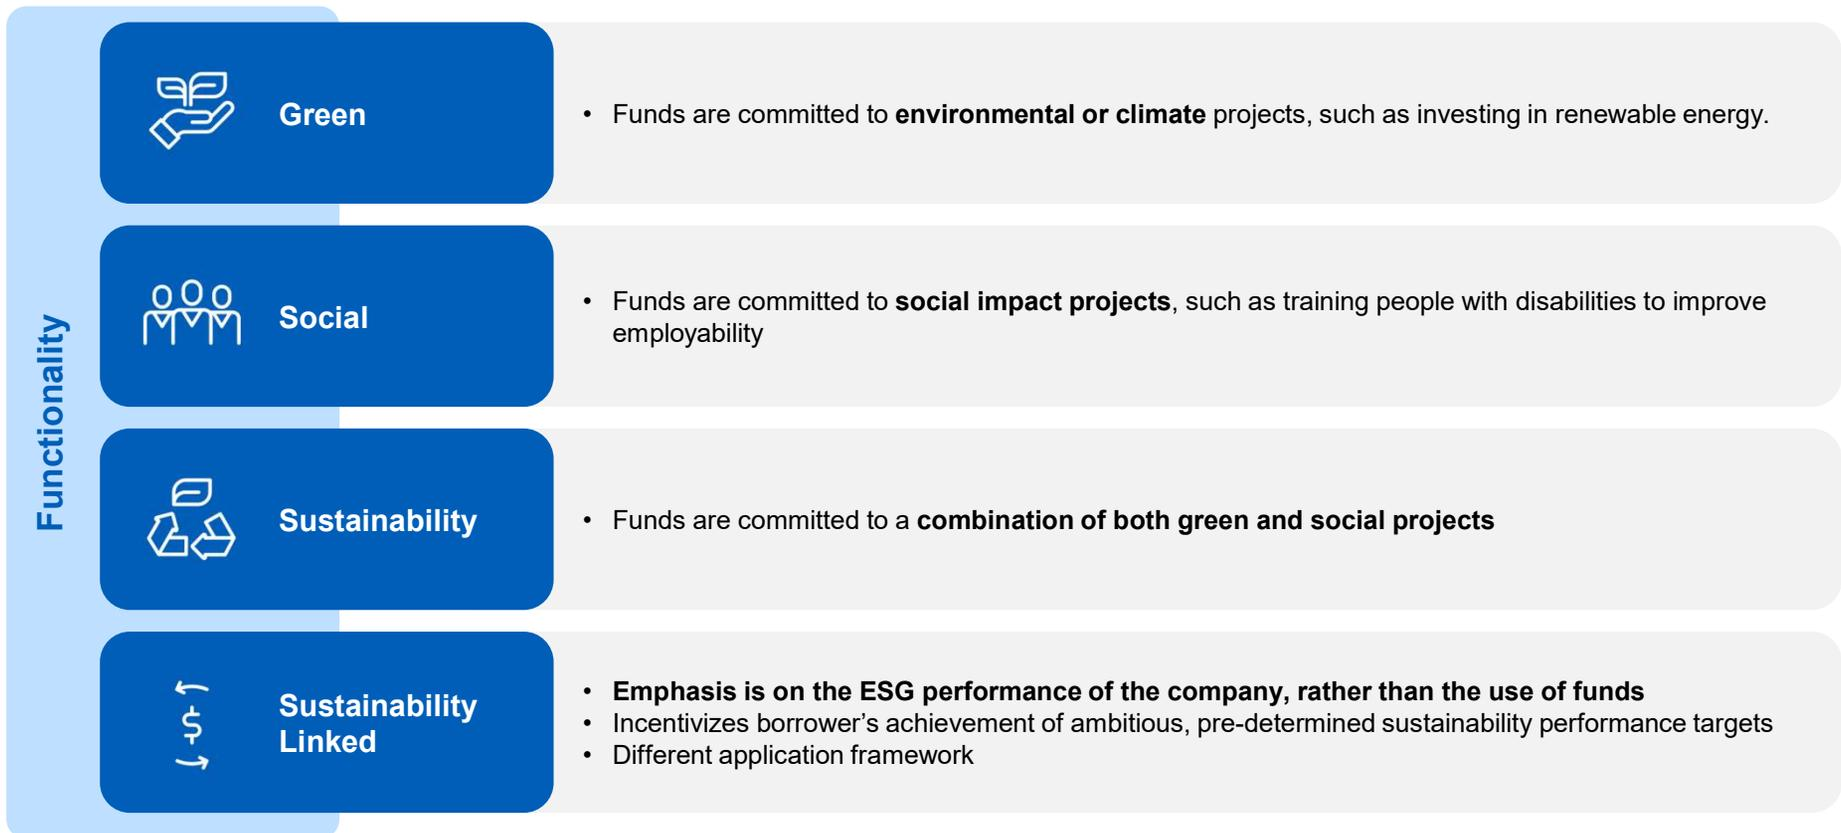 Functionality
Green
• Funds are committed to environmental or climate projects, such as investing in renewable energy.
Social
• Funds are committed to social impact projects, such as training people with disabilities to improve
employability
Sustainability
• Funds are committed to a combination of both green and social projects
Sustainability
Linked
• Emphasis is on the ESG performance of the company, rather than the use of funds
• Incentivizes borrower’s achievement of ambitious, pre-determined sustainability performance targets
• Different application framework